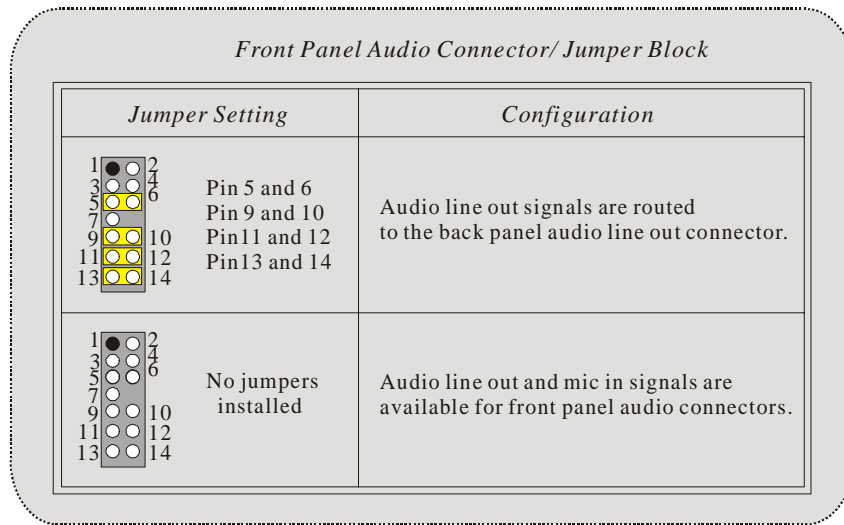 Front Panel Audio Connector/ Jumper Block
Jumper Setting
Configuration
1 2
3 4
5 6
7
9 10
11 12
13 14
Pin 5 and 6
Pin 9 and 10
Pin11 and 12
Pin13 and 14
Audio line out signals are routed
to the back panel audio line out connector.
1 2
3 4
5 6
7
9 10
11 12
13 14
No jumpers
installed
Audio line out and mic in signals are
available for front panel audio connectors.